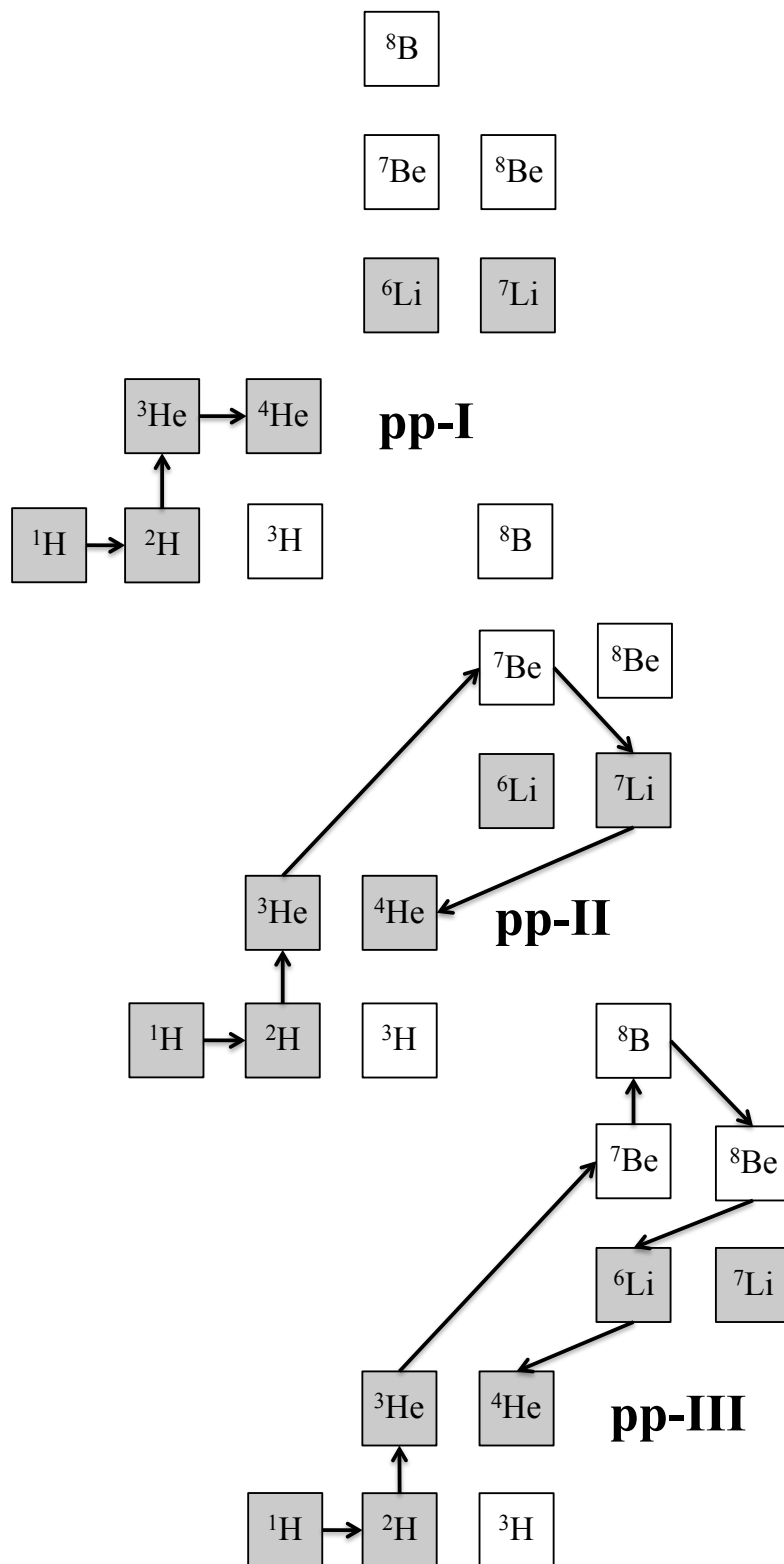 ⁸B
⁷Be ⁸Be
⁶Li ⁷Li
³He ⁴He pp-I
¹H ²H ³H ⁸B
⁷Be ⁸Be
⁶Li ⁷Li
³He ⁴He pp-II
¹H ²H ³H ⁸B
⁷Be ⁸Be
⁶Li ⁷Li
³He ⁴He pp-III
¹H ²H ³H